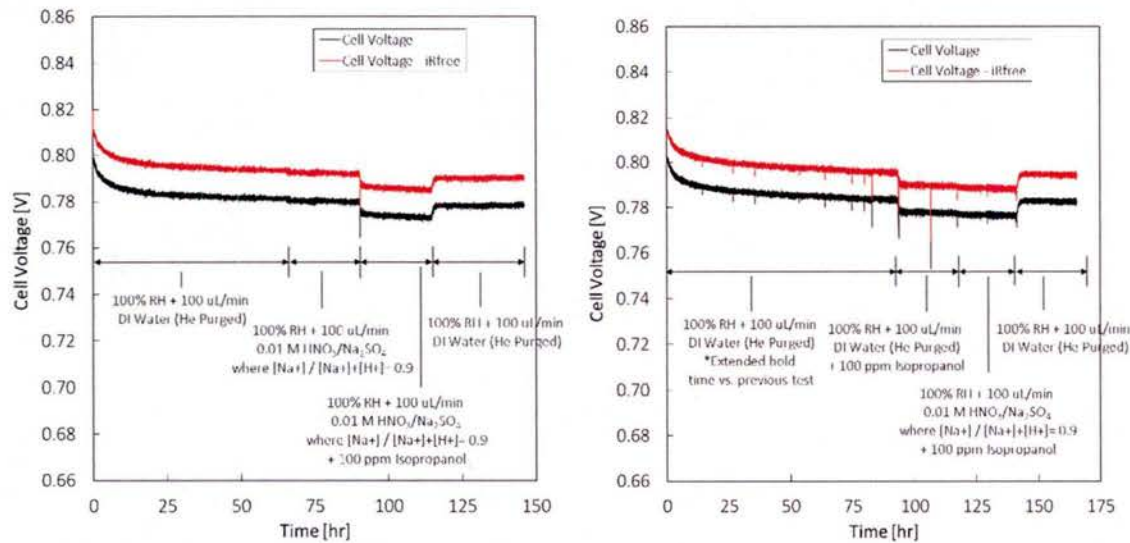 0.86
0.84
0.82
0.80
0.78
0.76
0.74
0.72
0.70
0.68
0.66
Cell Voltage [V]
Cell Voltage
Cell Voltage - iRfree
100% RH + 100 uL/min
DI Water (He Purged)
100% RH + 100 uL/min
0.01 M HNO3/Na2SO4
where [Na+] / [Na+]+[H+]= 0.9
100% RH + 100 uL/min
DI Water (He Purged)
100% RH + 100 uL/min
0.01 M HNO3/Na2SO4
where [Na+] / [Na+]+[H+]= 0.9
+ 100 ppm Isopropanol
0 25 50 75 100 125 150
Time [hr]
0.86
0.84
0.82
0.80
0.78
0.76
0.74
0.72
0.70
0.68
0.66
Cell Voltage [V]
Cell Voltage
Cell Voltage - iRfree
100% RH + 100 uL/min
DI Water (He Purged)
*Extended hold
time vs. previous test
100% RH + 100 uL/min
DI Water (He Purged)
+ 100 ppm Isopropanol
100% RH + 100 uL/min
DI Water (He Purged)
100% RH + 100 uL/min
0.01 M HNO3/Na2SO4
where [Na+] / [Na+]+[H+]= 0.9
+ 100 ppm Isopropanol
0 25 50 75 100 125 150 175
Time [hr]